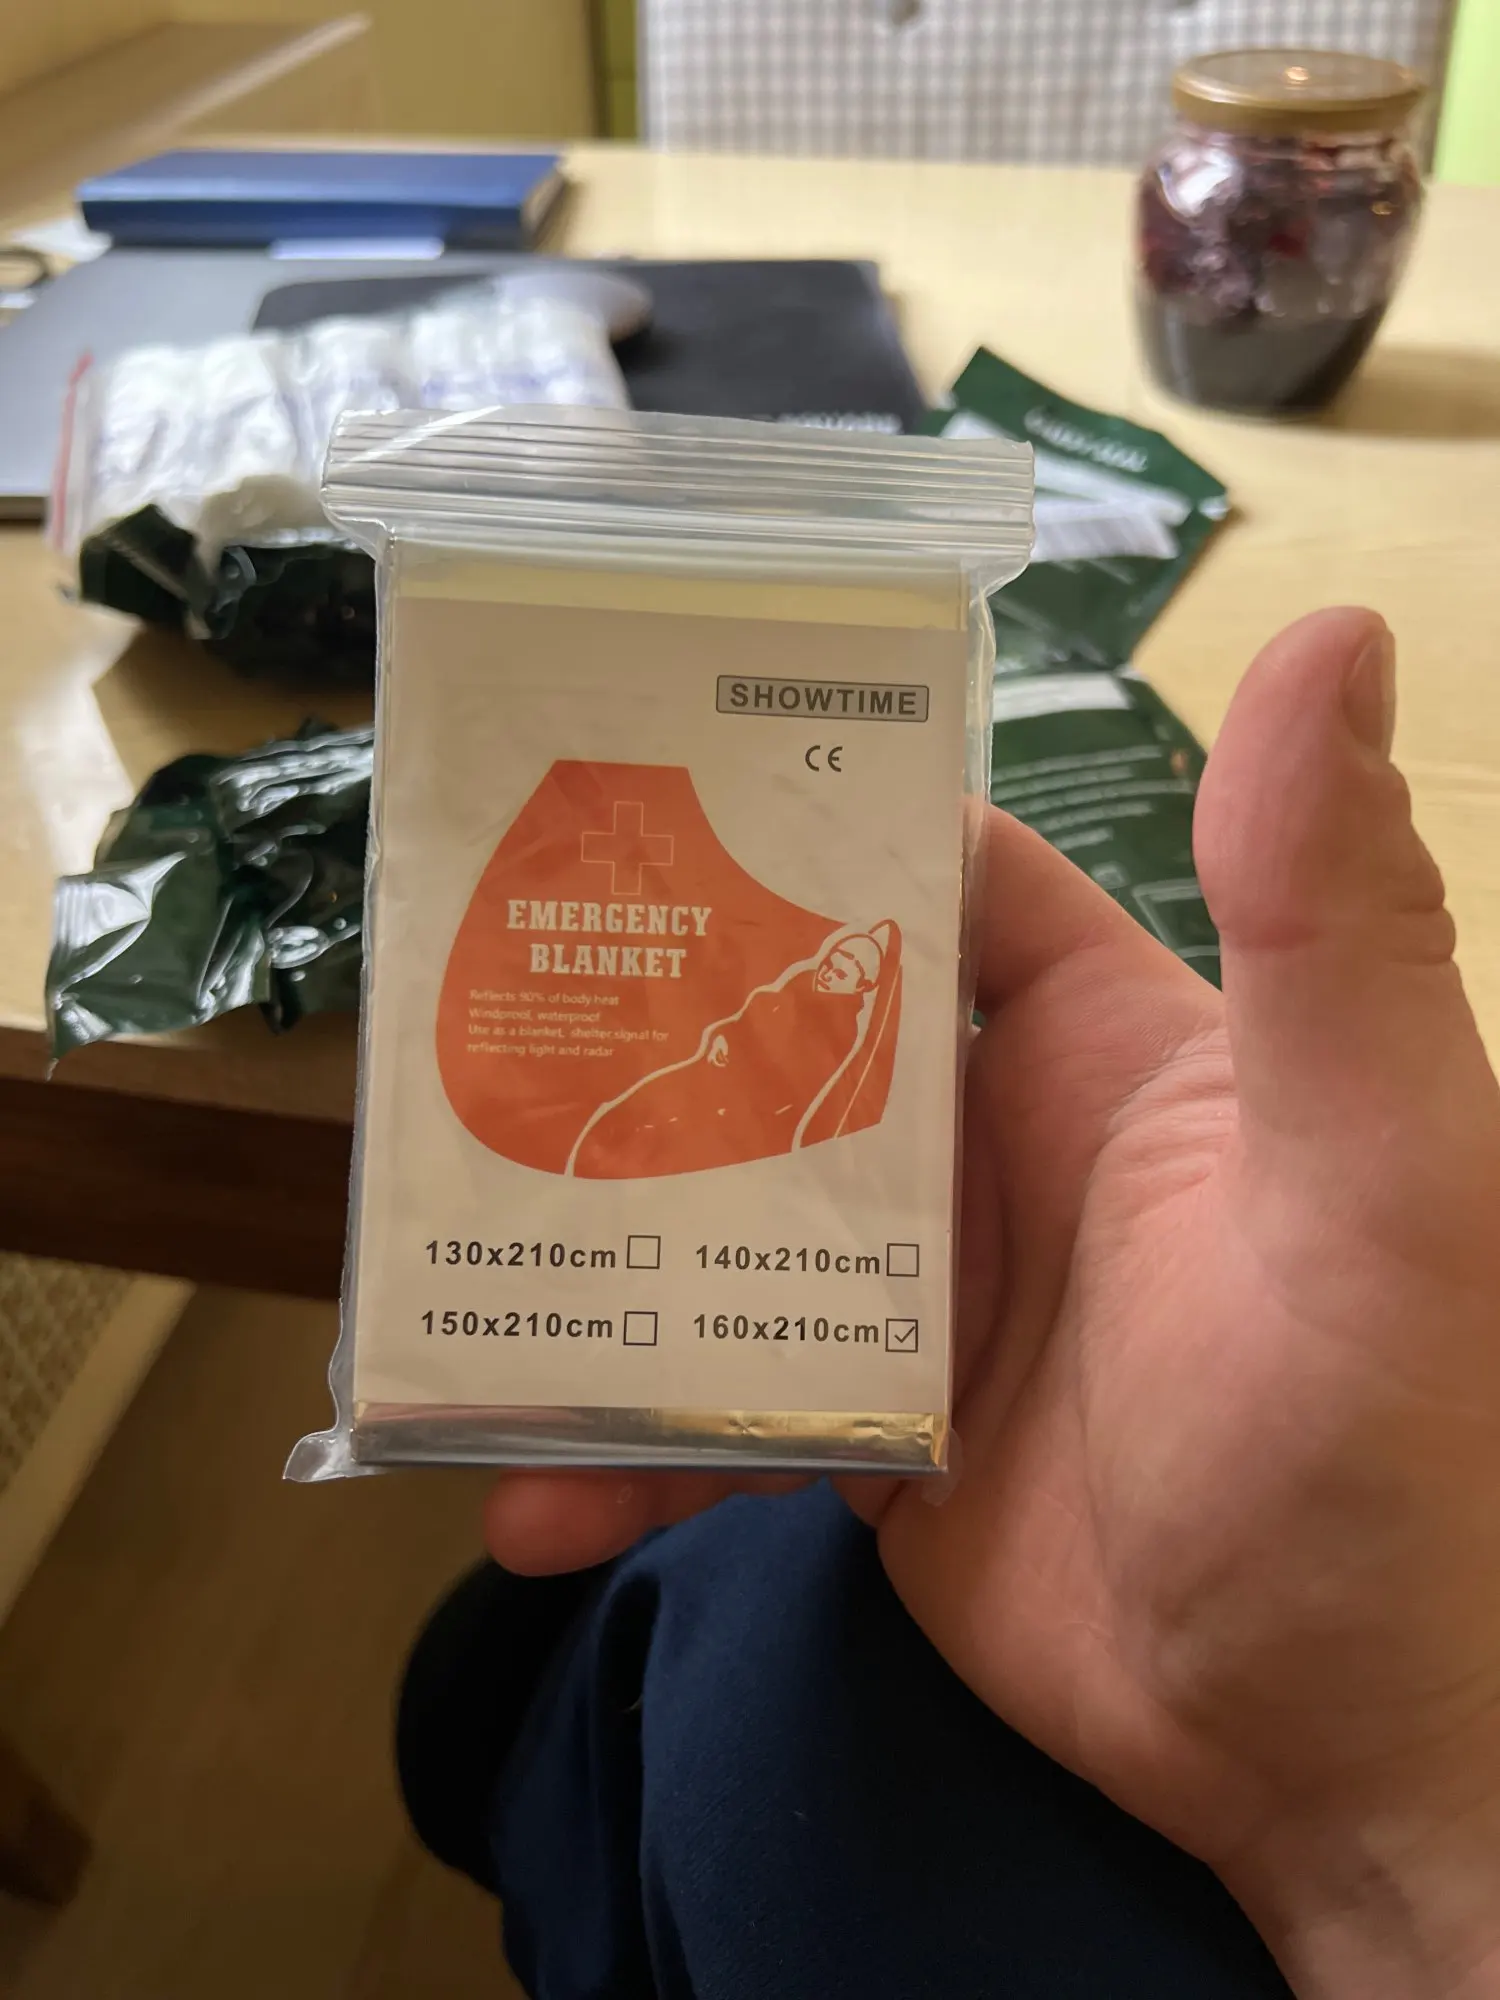 SHOWTIME
CE
EMERGENCY
BLANKET
Reflects 90% of body heat
Windproof, waterproof
Use as a blanket, shelter,signal for
reflecting light and radar
130x210cm
140x210cm
150x210cm
160x210cm